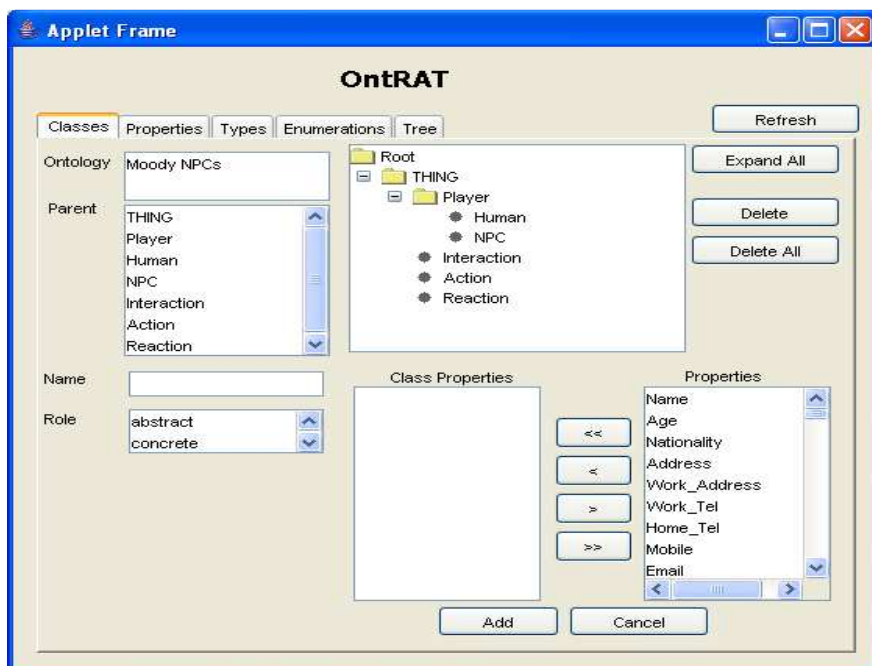 Applet Frame
OntRAT
Classes Properties Types Enumerations Tree
Refresh
Ontology
Moody NPCs
Parent
THING
Player
Human
NPC
Interaction
Action
Reaction
Root
THING
Player
Human
NPC
Interaction
Action
Reaction
Expand All
Delete
Delete All
Name
Role
abstract
concrete
Class Properties
<<
<
>
>>
Properties
Name
Age
Nationality
Address
Work_Address
Work_Tel
Home_Tel
Mobile
Email
Add
Cancel